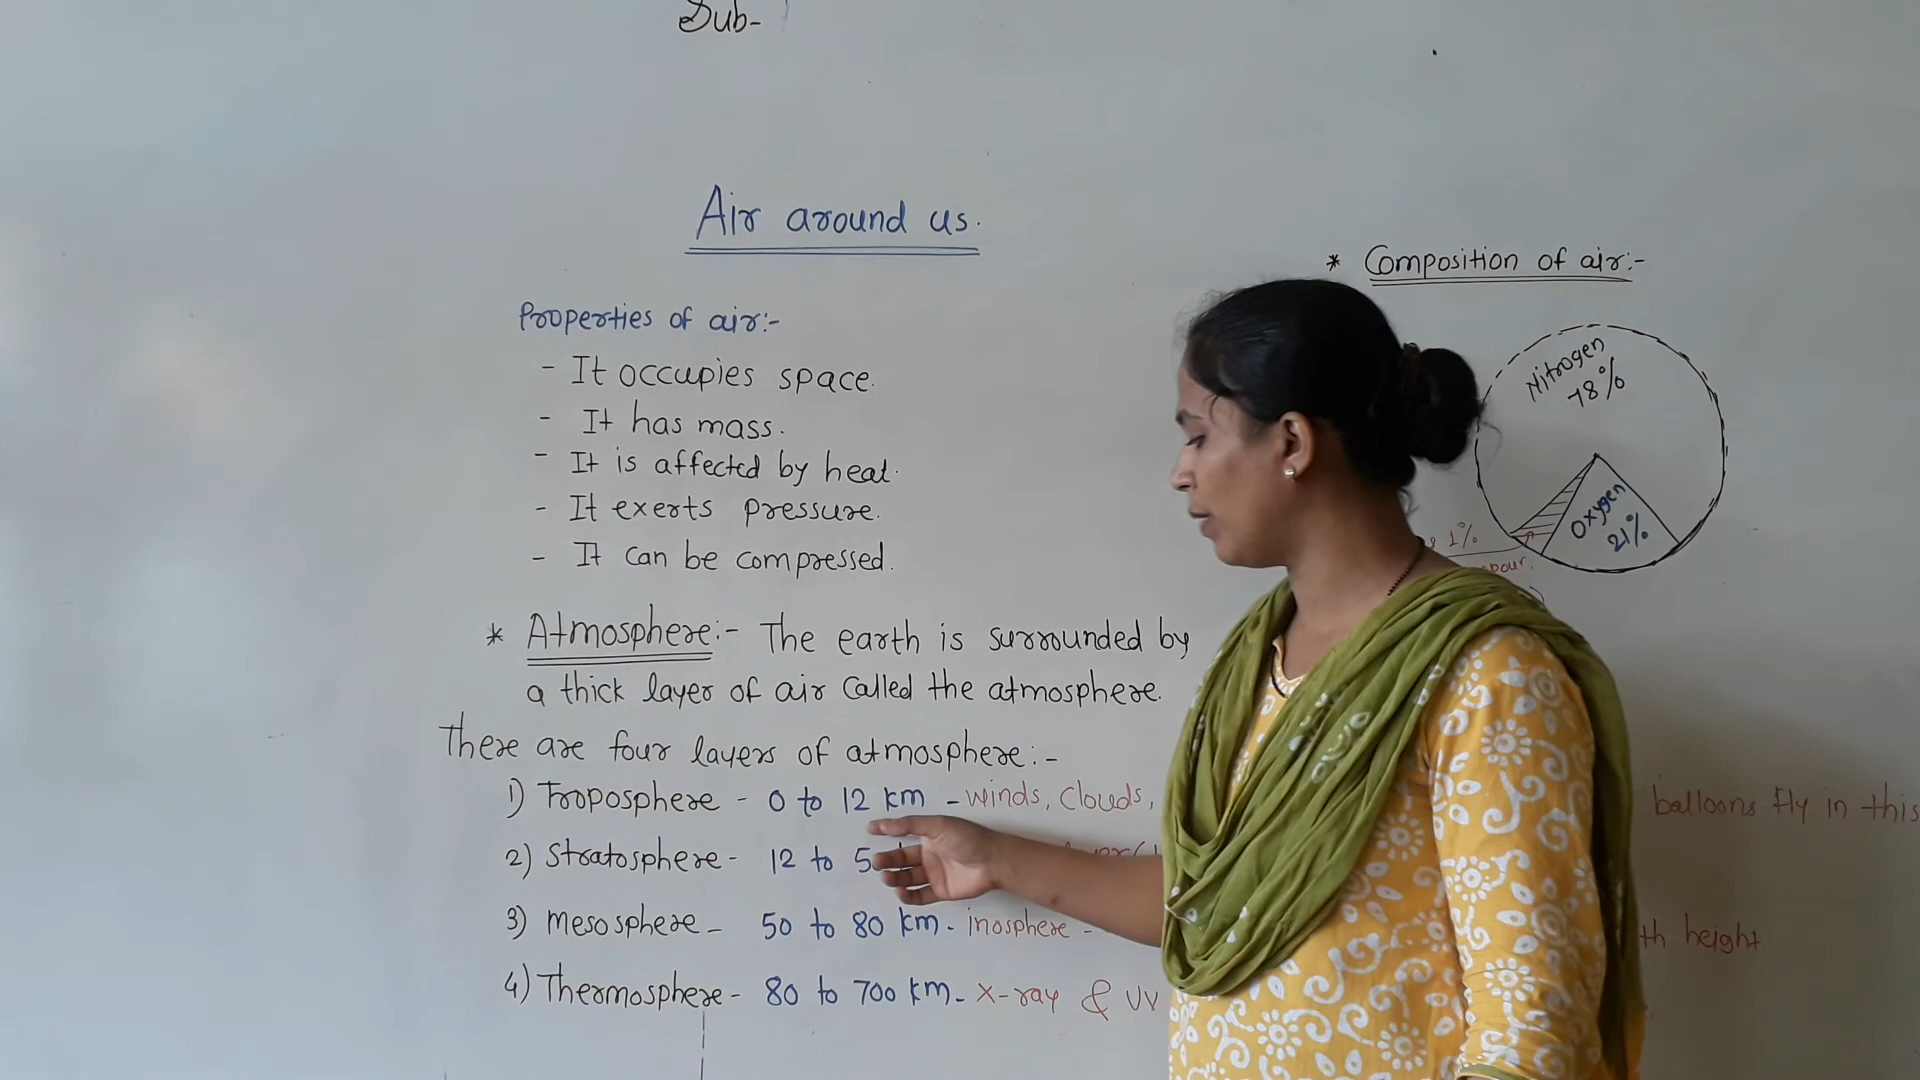 Sub-
Air around us.
Properties of air:-
- It occupies space.
- It has mass.
- It is affected by heat.
- It exerts pressure.
- It can be compressed.
* Atmosphere:- The earth is surrounded by
a thick layer of air called the atmosphere.
There are four layers of atmosphere:-
1) Troposphere - 0 to 12 km - winds, clouds, balloons fly in this
2) Stratosphere - 12 to
3) Mesosphere - 50 to 80 km - inosphere - height
4) Thermosphere - 80 to 700 km - X-ray & UV
* Composition of air:-
Nitrogen
78%
Oxygen
21%
1%